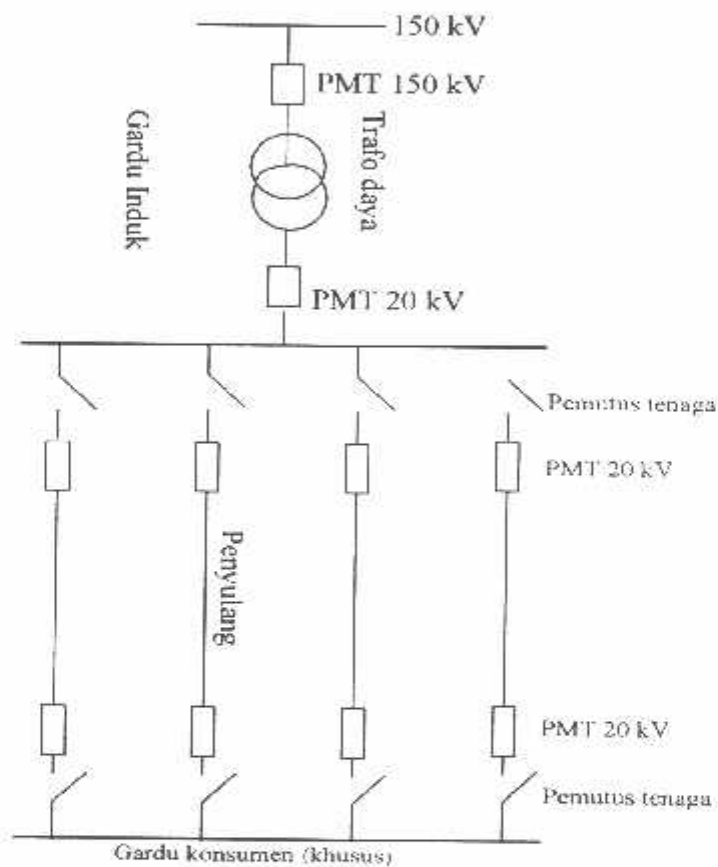 150 kV
PMT 150 kV
Gardu Induk
Trafo daya
PMT 20 kV
Pemutus tenaga
PMT 20 kV
Penyulang
PMT 20 kV
Pemutus tenaga
Gardu konsumen (khusus)